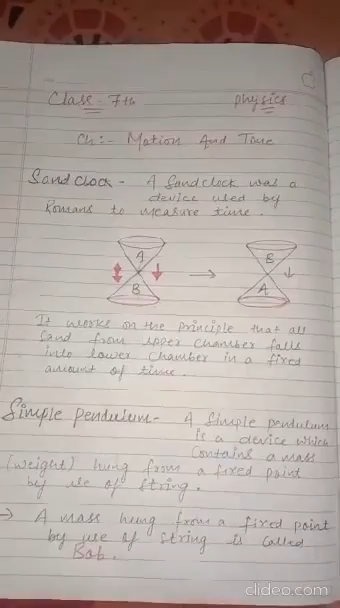 Class - 7th Physics
Ch:- Motion And Time
Sandclock - A Sandclock was a
device used by
Romans to measure time.
A B
B A
It works on the principle that all
Sand from upper chamber falls
into lower chamber in a fixed
amount of time.
Simple pendulum - A Simple pendulum
is a device which
contains a mass
(weight) hung from a fixed point
by use of string.
→ A mass hung from a fixed point
by use of string is called
Bob.
clideo.com